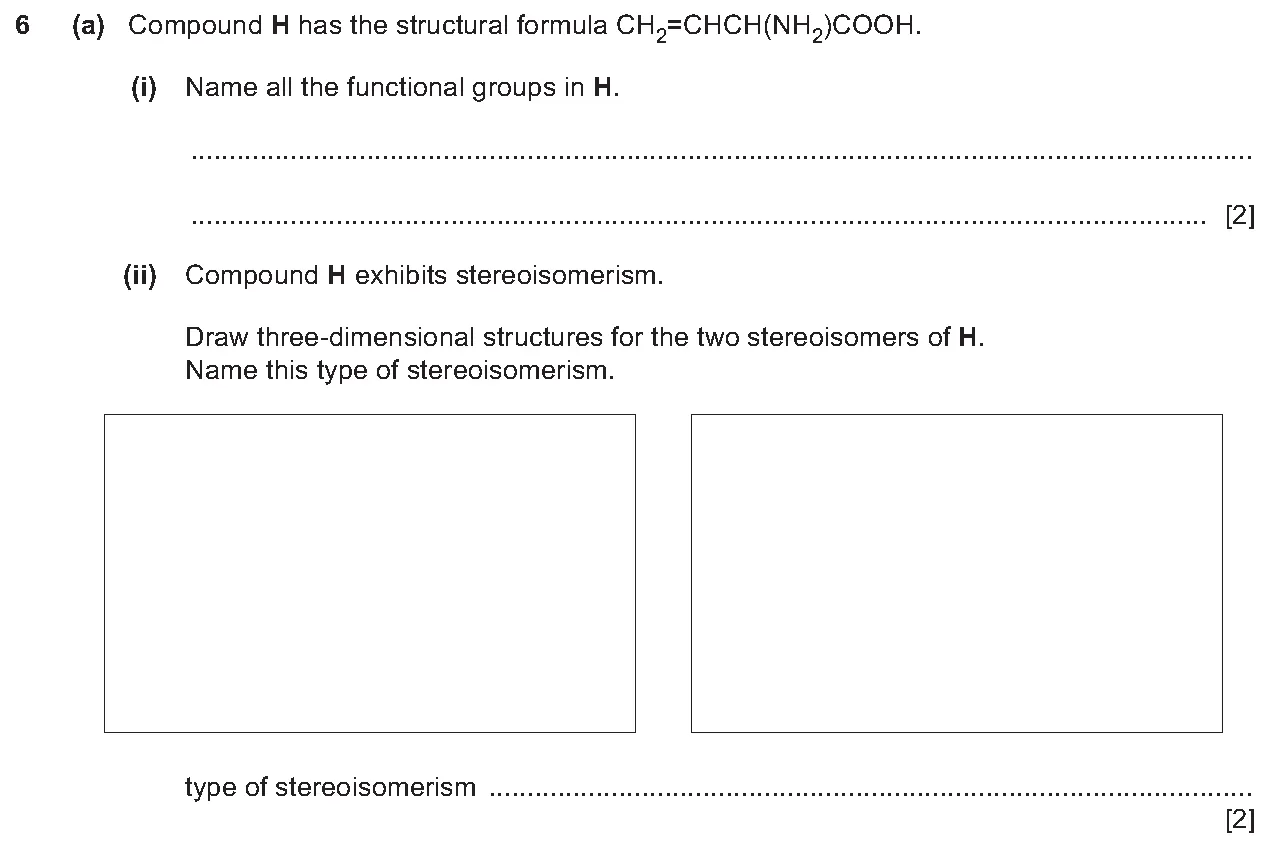 6 (a) Compound H has the structural formula CH₂=CHCH(NH₂)COOH.
(i) Name all the functional groups in H.
..........................................................................................................................................
.................................................................................................................................... [2]
(ii) Compound H exhibits stereoisomerism.
Draw three-dimensional structures for the two stereoisomers of H.
Name this type of stereoisomerism.
type of stereoisomerism ....................................................................................................
[2]